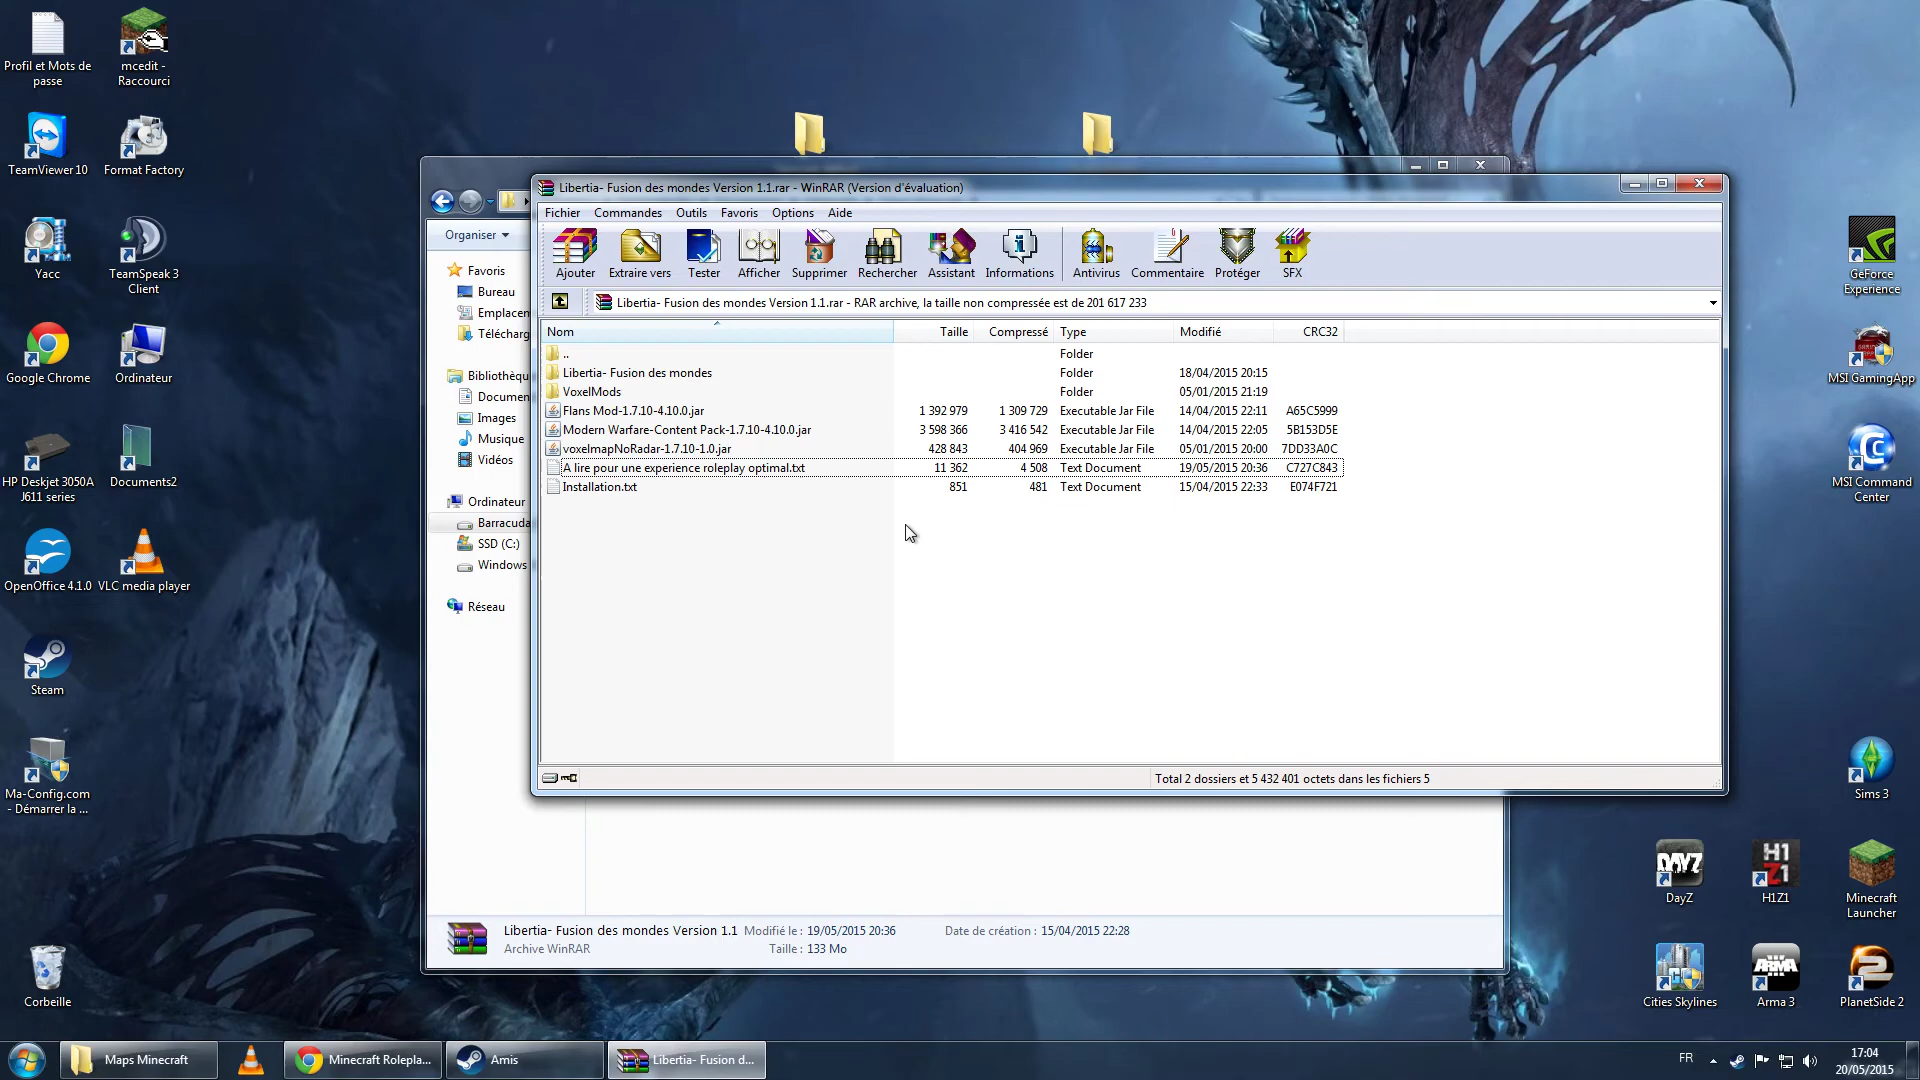 Profil et Mots de
passe
mcedit -
Raccourci
TeamViewer 10
Format Factory
Yacc
TeamSpeak 3
Client
Google Chrome
Ordinateur
HP Deskjet 3050A
J611 series
Documents2
OpenOffice 4.1.0
VLC media player
Steam
Ma-Config.com
- Démarrer la ...
Corbeille
Organiser
Favoris
Bureau
Emplacem
Télécharg
Bibliothèqu
Documen
Images
Musique
Vidéos
Ordinateur
Barracuda
SSD (C:)
Windows
Réseau
Libertia- Fusion des mondes Version 1.1.rar - WinRAR (Version d'évaluation)
Fichier Commandes Outils Favoris Options Aide
Ajouter Extraire vers Tester Afficher Supprimer Rechercher Assistant Informations Antivirus Commentaire Protéger SFX
Libertia- Fusion des mondes Version 1.1.rar - RAR archive, la taille non compressée est de 201 617 233
Nom Taille Compressé Type Modifié CRC32
.. Folder
Libertia- Fusion des mondes Folder 18/04/2015 20:15
VoxelMods Folder 05/01/2015 21:19
Flans Mod-1.7.10-4.10.0.jar 1 392 979 1 309 729 Executable Jar File 14/04/2015 22:11 A65C5999
Modern Warfare-Content Pack-1.7.10-4.10.0.jar 3 598 366 3 416 542 Executable Jar File 14/04/2015 22:05 5B153D5E
voxelmapNoRadar-1.7.10-1.0.jar 428 843 404 969 Executable Jar File 05/01/2015 20:00 7DD33A0C
A lire pour une experience roleplay optimal.txt 11 362 4 508 Text Document 19/05/2015 20:36 C727C843
Installation.txt 851 481 Text Document 15/04/2015 22:33 E074F721
Total 2 dossiers et 5 432 401 octets dans les fichiers 5
Libertia- Fusion des mondes Version 1.1 Modifié le : 19/05/2015 20:36 Date de création : 15/04/2015 22:28
Archive WinRAR Taille : 133 Mo
GeForce
Experience
MSI GamingApp
MSI Command
Center
Sims 3
DAYZ
DayZ
H1
Z1
H1Z1
Minecraft
Launcher
Cities Skylines
ARMA
Arma 3
2
PlanetSide 2
Maps Minecraft
Minecraft Rolepla...
Amis
Libertia- Fusion d...
FR
17:04
20/05/2015